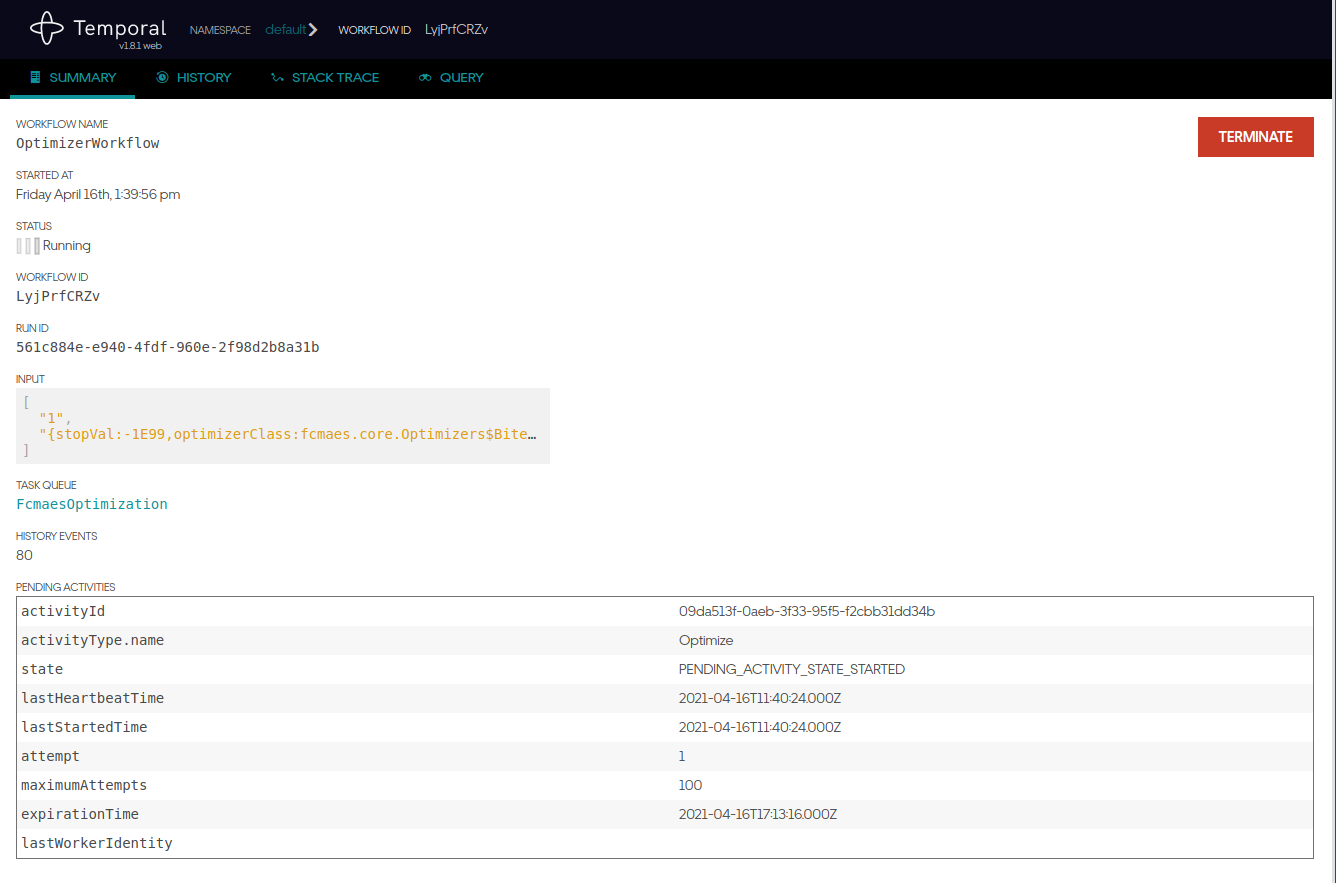 Temporal
v1.8.1 web
NAMESPACE default WORKFLOW ID LyjPrfCRZv
SUMMARY HISTORY STACK TRACE QUERY
WORKFLOW NAME
OptimizerWorkflow
TERMINATE
STARTED AT
Friday April 16th, 1:39:56 pm
STATUS
Running
WORKFLOW ID
LyjPrfCRZv
RUN ID
561c884e-e940-4fdf-960e-2f98d2b8a31b
INPUT
[
"1",
"{stopVal:-1E99,optimizerClass:fcmaes.core.Optimizers$Bite…
]
TASK QUEUE
FcmaesOptimization
HISTORY EVENTS
80
PENDING ACTIVITIES
activityId 09da513f-0aeb-3f33-95f5-f2cbb31dd34b
activityType.name Optimize
state PENDING_ACTIVITY_STATE_STARTED
lastHeartbeatTime 2021-04-16T11:40:24.000Z
lastStartedTime 2021-04-16T11:40:24.000Z
attempt 1
maximumAttempts 100
expirationTime 2021-04-16T17:13:16.000Z
lastWorkerIdentity